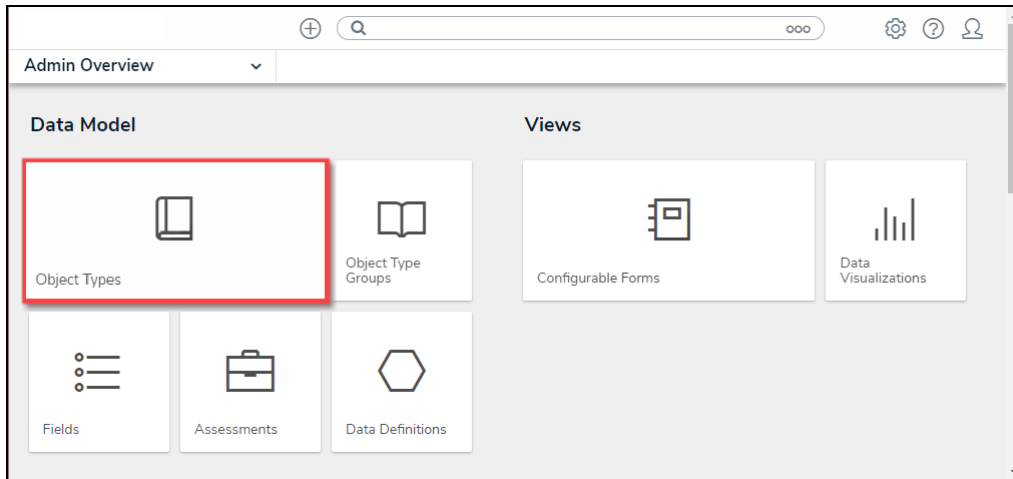 Admin Overview
Data Model
Views
Object Types
Object Type
Groups
Configurable Forms
Data
Visualizations
Fields
Assessments
Data Definitions